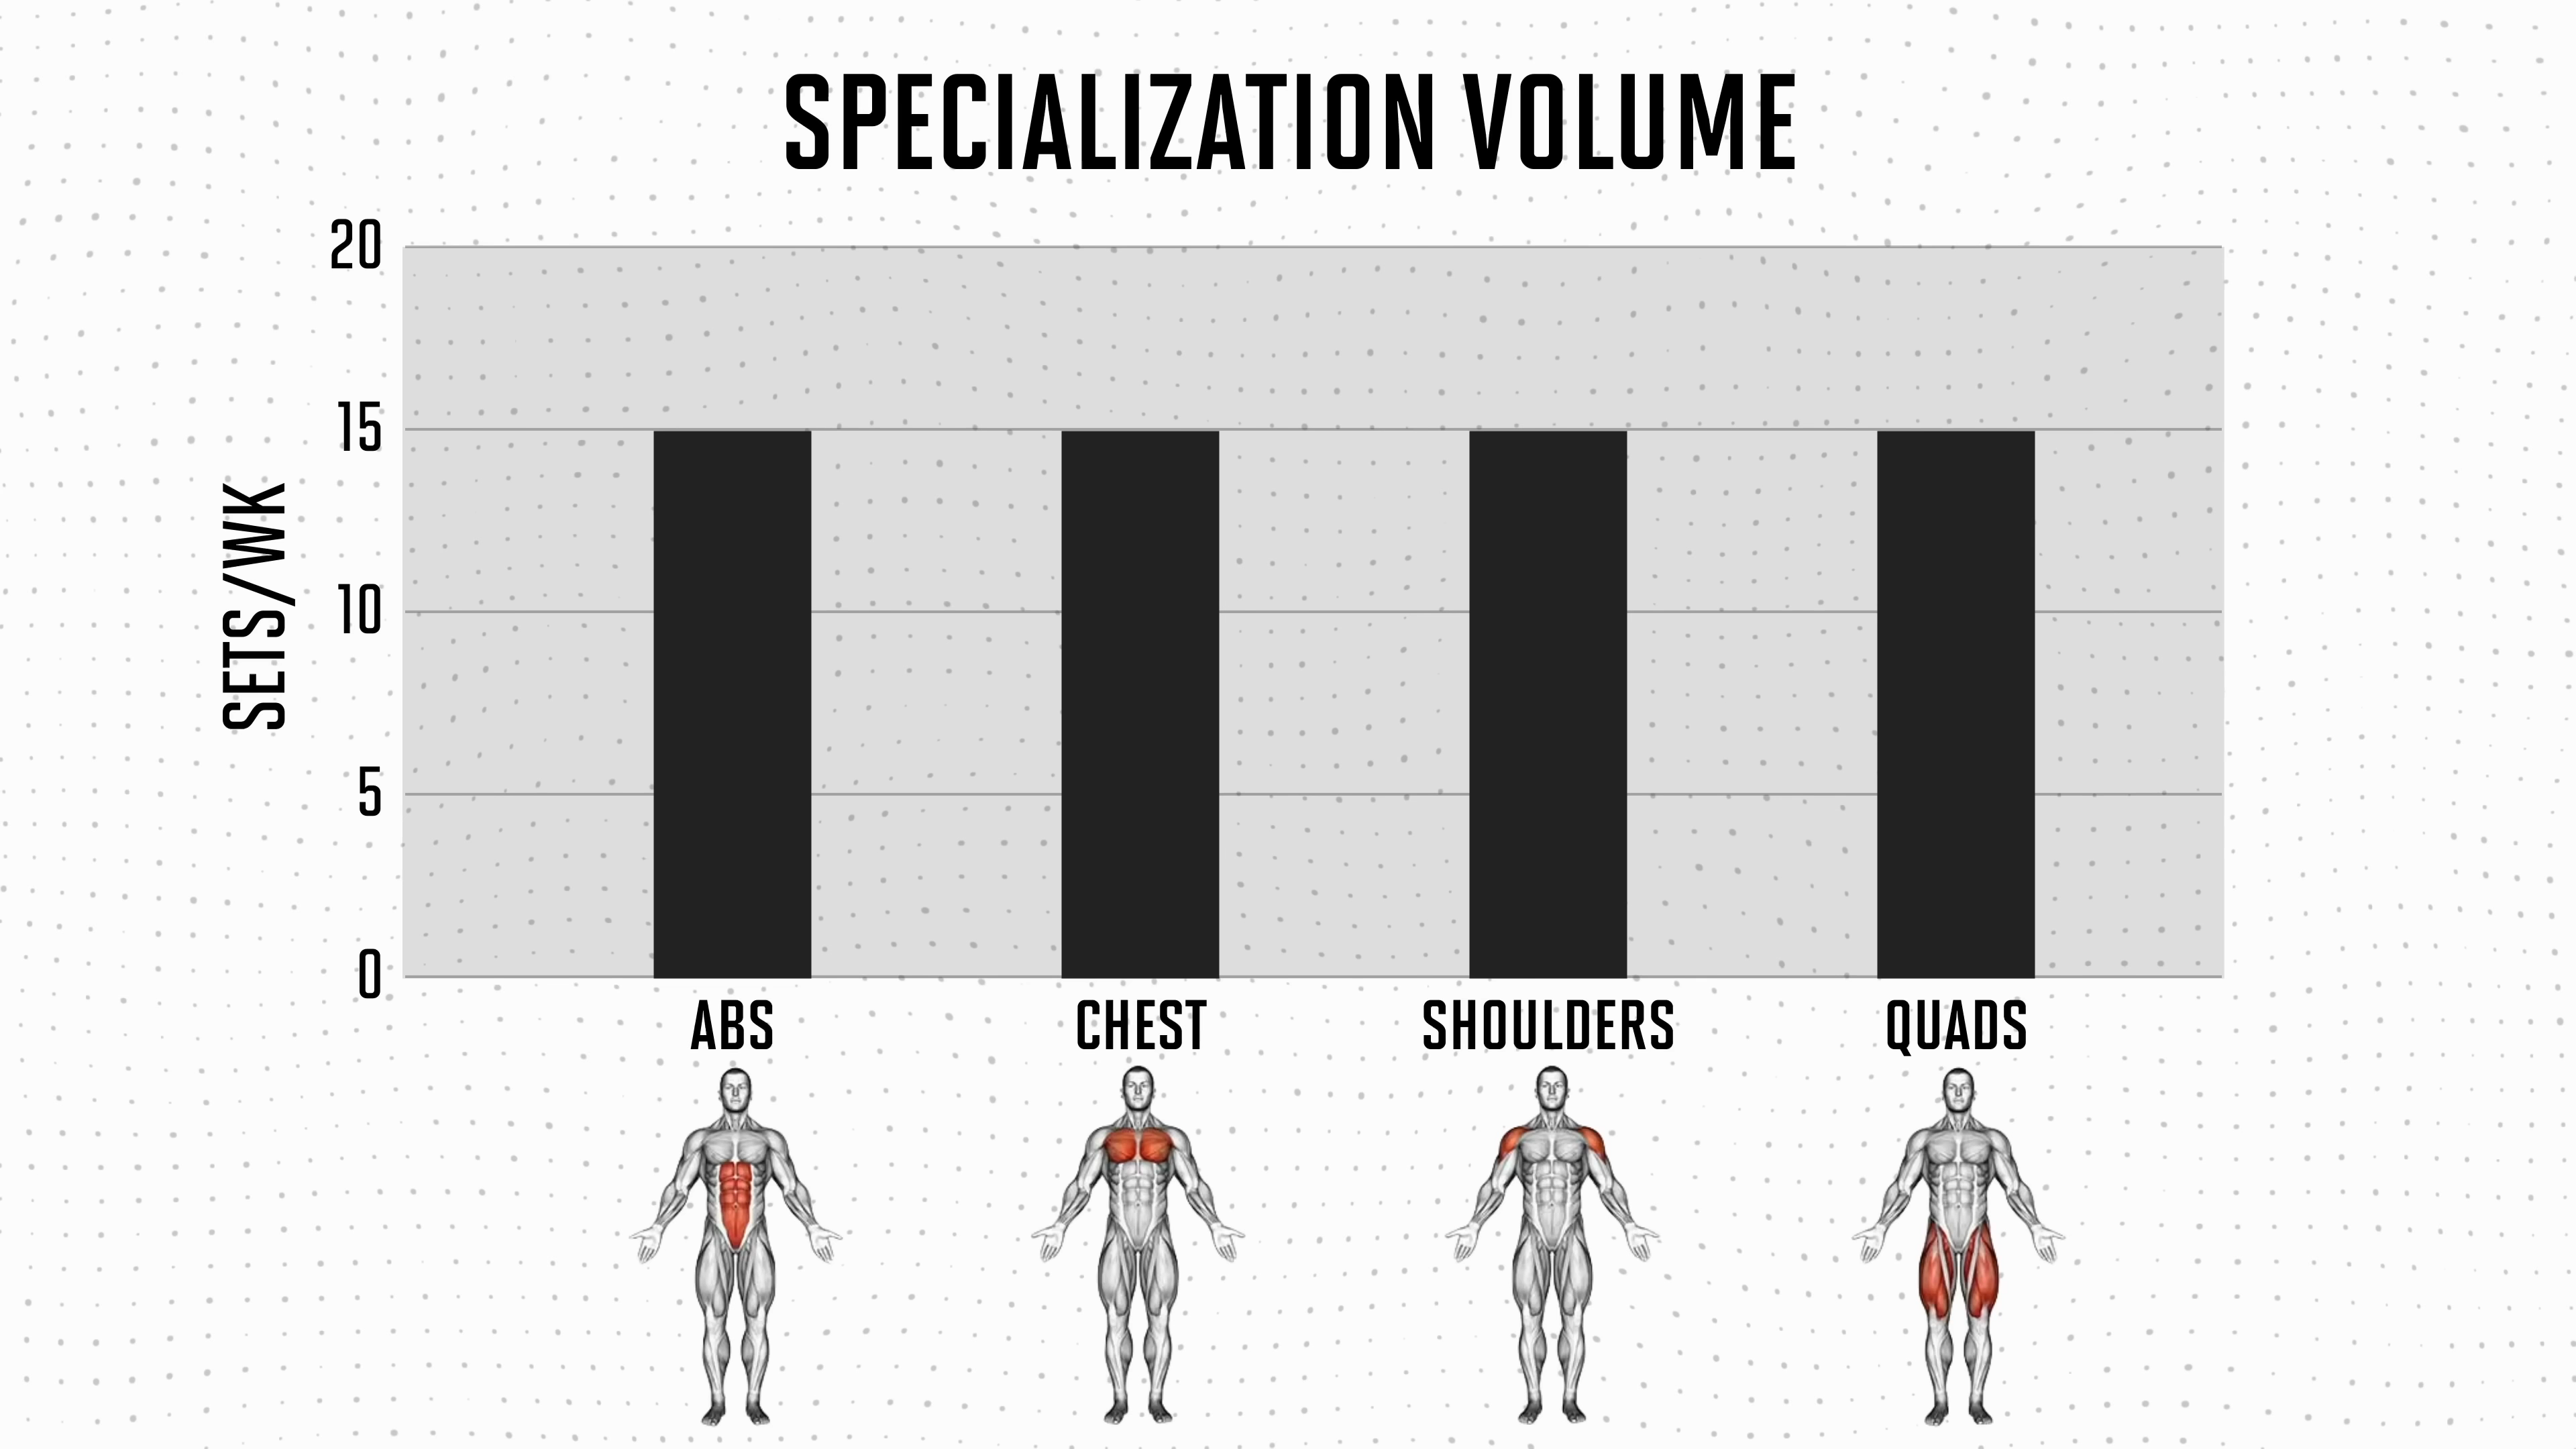 SPECIALIZATION VOLUME
20
15
10
5
0
SETS/WK
ABS
CHEST
SHOULDERS
QUADS